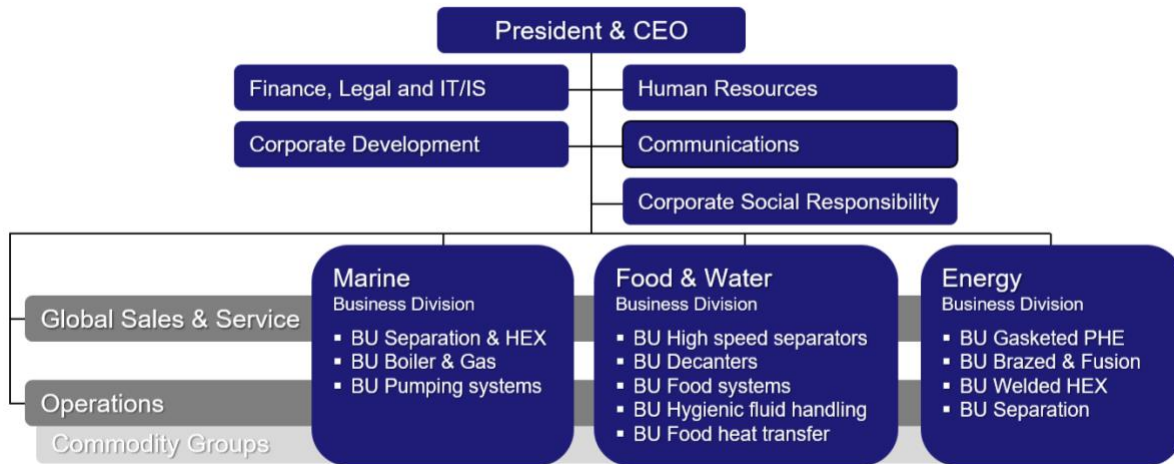 President & CEO
Finance, Legal and IT/IS
Human Resources
Corporate Development
Communications
Corporate Social Responsibility
Global Sales & Service
Operations
Commodity Groups
Marine
Business Division
▪ BU Separation & HEX
▪ BU Boiler & Gas
▪ BU Pumping systems
Food & Water
Business Division
▪ BU High speed separators
▪ BU Decanters
▪ BU Food systems
▪ BU Hygienic fluid handling
▪ BU Food heat transfer
Energy
Business Division
▪ BU Gasketed PHE
▪ BU Brazed & Fusion
▪ BU Welded HEX
▪ BU Separation